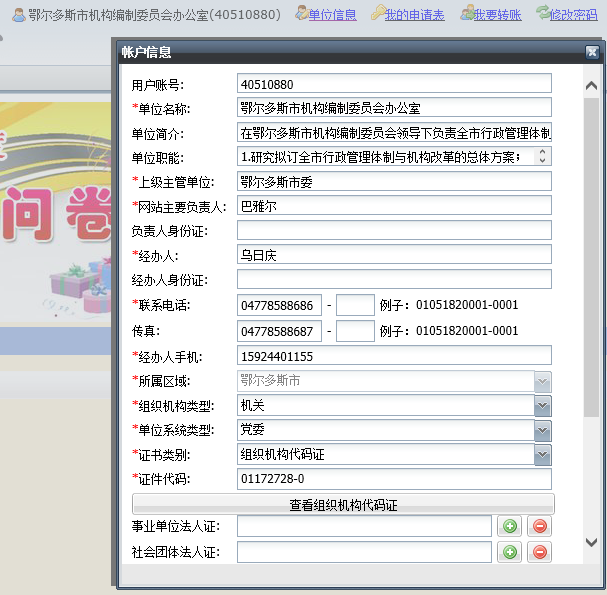 鄂尔多斯市机构编制委员会办公室(40510880) 单位信息 我的申请表 我要转账 修改密码
帐户信息
用户账号: 40510880
*单位名称: 鄂尔多斯市机构编制委员会办公室
单位简介: 在鄂尔多斯市机构编制委员会领导下负责全市行政管理体制
单位职能: 1.研究拟订全市行政管理体制与机构改革的总体方案;
*上级主管单位: 鄂尔多斯市委
*网站主要负责人: 巴雅尔
负责人身份证:
*经办人: 乌日庆
经办人身份证:
*联系电话: 04778588686 - 例子: 01051820001-0001
传真: 04778588687 - 例子: 01051820001-0001
*经办人手机: 15924401155
*所属区域: 鄂尔多斯市
*组织机构类型: 机关
*单位系统类型: 党委
*证书类别: 组织机构代码证
*证件代码: 01172728-0
查看组织机构代码证
事业单位法人证:
社会团体法人证:
问卷